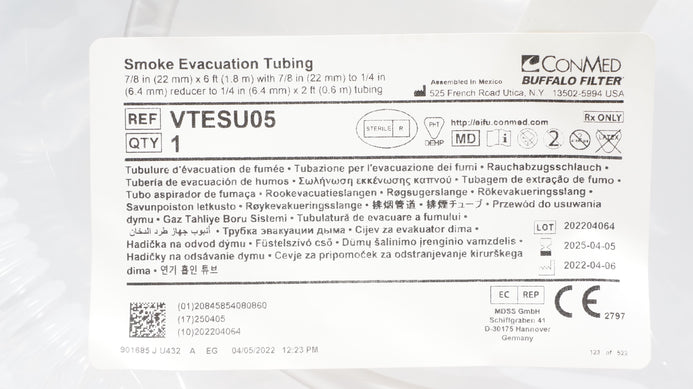 Smoke Evacuation Tubing
7/8 in (22 mm) x 6 ft (1.8 m) with 7/8 in (22 mm) to 1/4 in
(6.4 mm) reducer to 1/4 in (6.4 mm) x 2 ft (0.6 m) tubing
CONMED
BUFFALO FILTER
Assembled in Mexico
525 French Road Utica, N.Y. 13502-5994 USA
REF VTESU05
QTY 1
STERILE R
PHT
DEHP
http://eifu.conmed.com
Rx ONLY
MD
i
2
LATEX
Tubulure d'évacuation de fumée • Tubazione per l'evacuazione dei fumi • Rauchabzugsschlauch •
Tubería de evacuación de humos • Σωλήνωση εκκένωσης καπνού • Tubagem de extração de fumo •
Tubo aspirador de fumaça • Rookevacuatieslangen • Røgsugerslange • Rökevakueringsslang •
Savunpoiston letkusto • Røykevakueringsslange • 排烟管道 • 排煙チューブ • Przewód do usuwania
dymu • Gaz Tahliye Boru Sistemi • Tubulatură de evacuare a fumului •
أنبوب جهاز طرد الدخان • Трубка эвакуации дыма • Cijev za evakuator dima •
Hadička na odvod dýmu • Füstelszívó cső • Dūmų šalinimo įrenginio vamzdelis •
Hadičky na odsávanie dymu • Cevje za pripomoček za odstranjevanje kirurškega
dima • 연기 흡인 튜브
LOT 202204064
2025-04-05
2022-04-06
(01)20845854080860
(17)250405
(10)202204064
EC REP
MDSS GmbH
Schiffgraben 41
D-30175 Hannover
Germany
CE 2797
901685 J U432 A EG 04/05/2022 12:23 PM
123 of 522